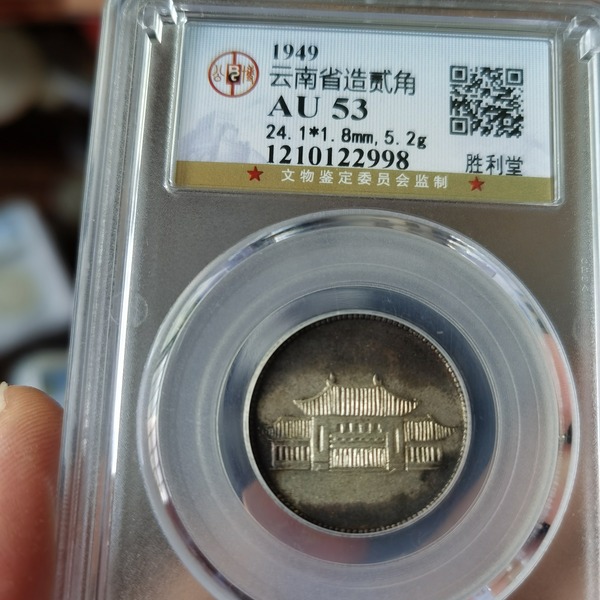 1949
云南省造贰角
AU 53
24.1*1.8mm, 5.2g
1210122998
胜利堂
文物鉴定委员会监制